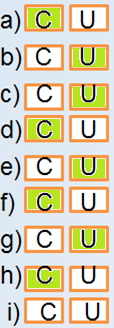 a) C U
b) C U
c) C U
d) C U
e) C U
f) C U
g) C U
h) C U
i) C U